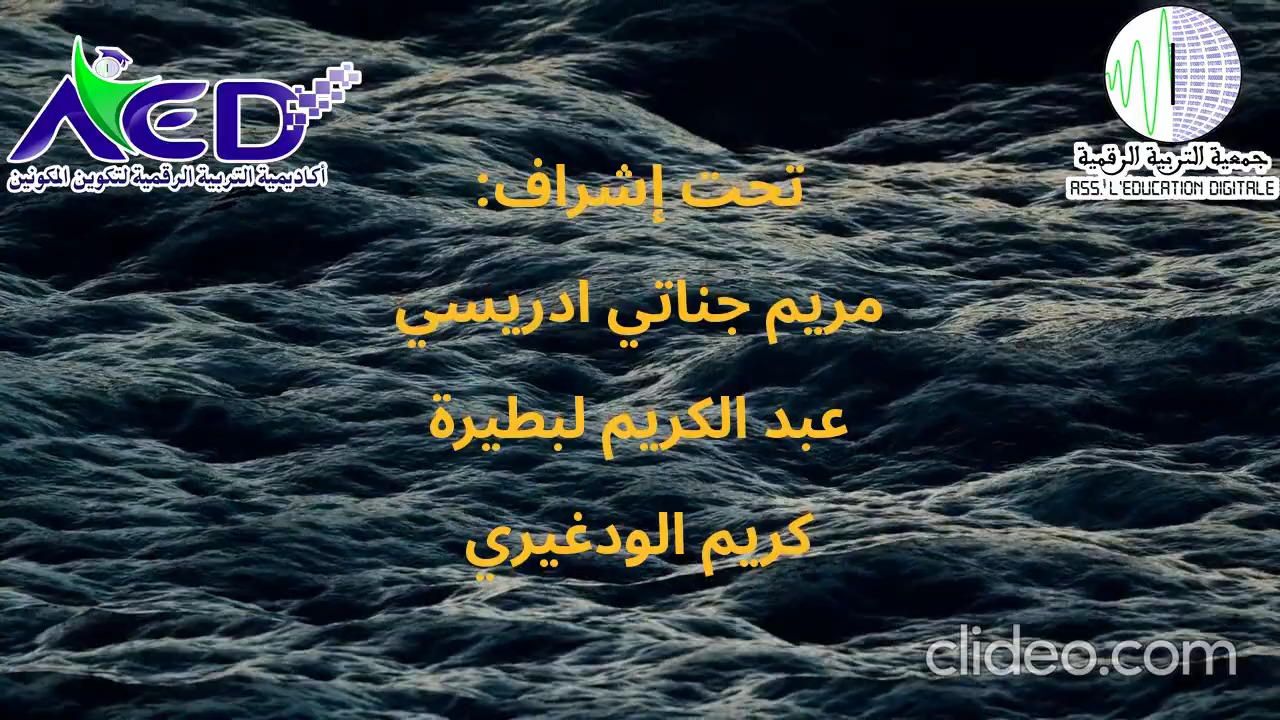 AED
أكاديمية التربية الرقمية لتكوين المكونين
جمعية التربية الرقمية
ASS. L'EDUCATION DIGITALE
تحت إشراف:
مريم جناتي ادريسي
عبد الكريم لبطيرة
كريم الودغيري
clideo.com